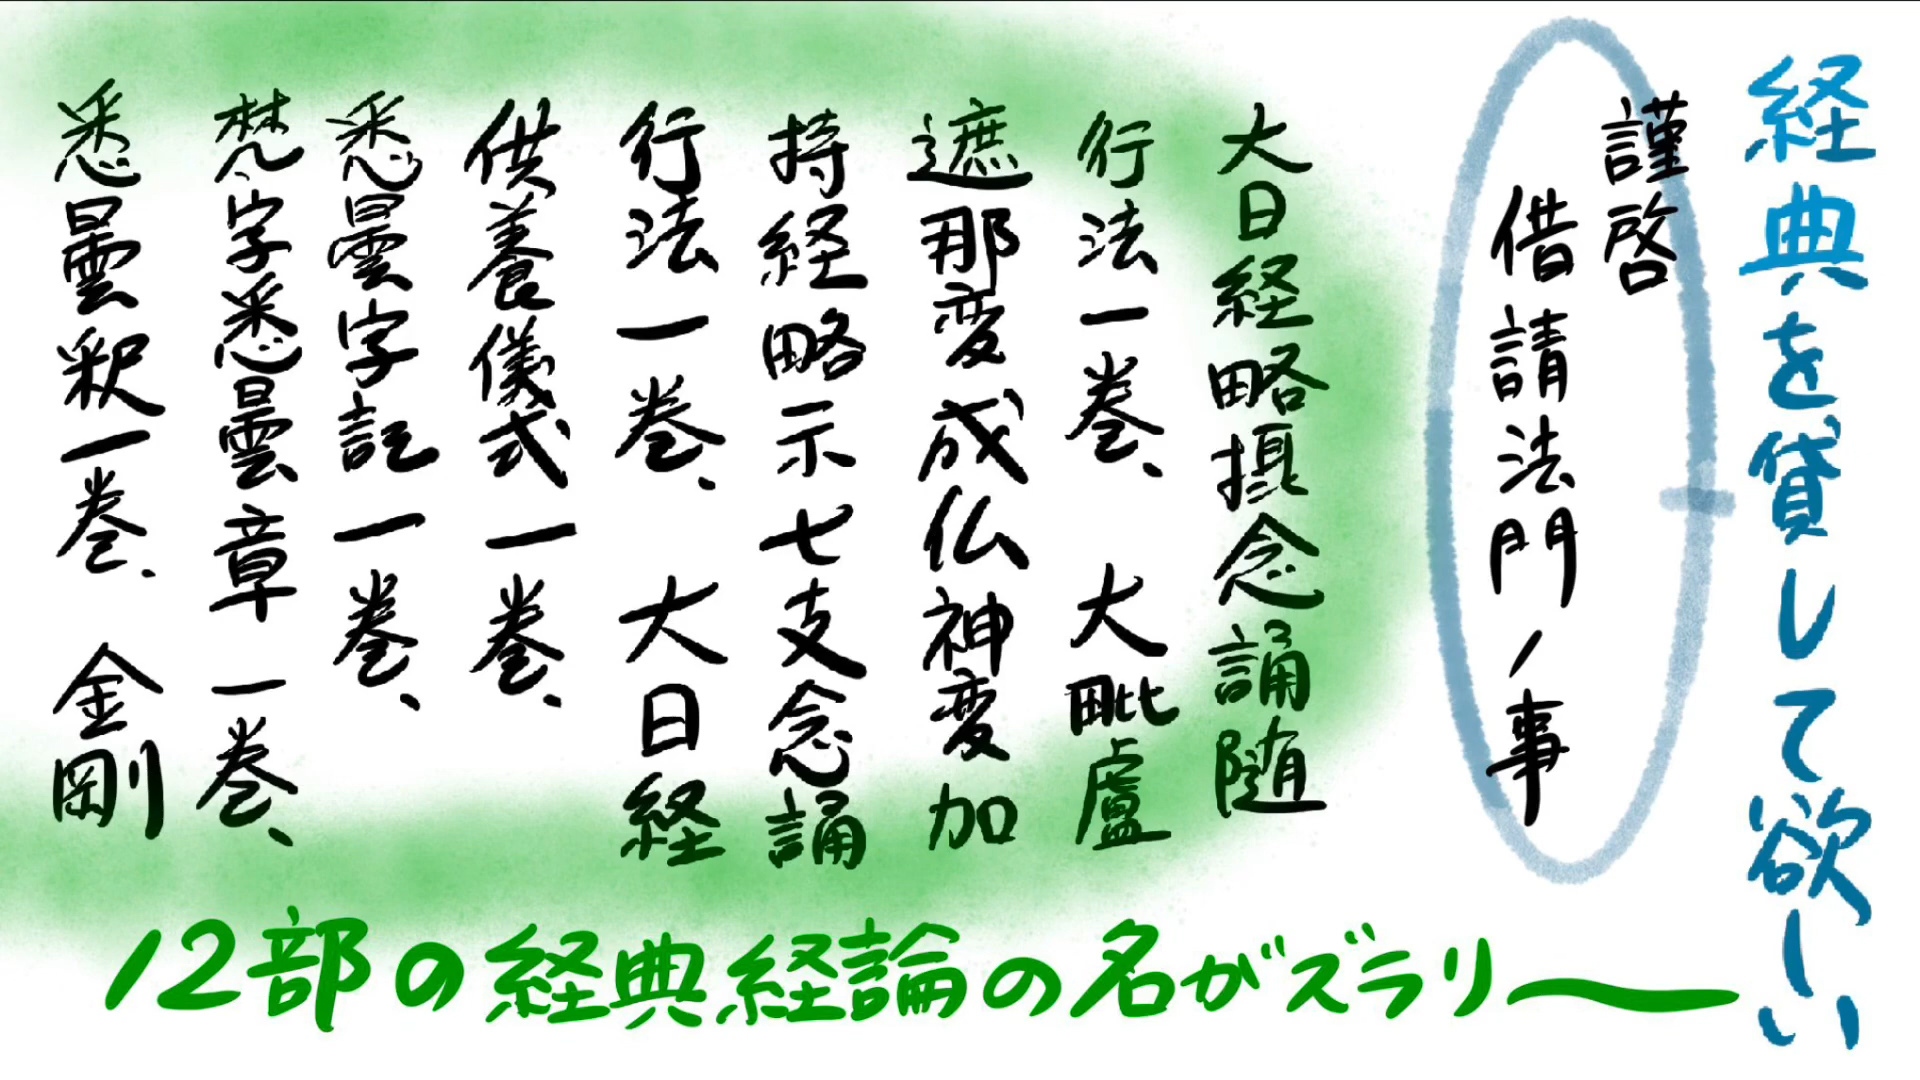 経典を貸して欲しい
謹啓
借請法門ノ事
大日経略摂念誦随
行法一巻、 大毗盧
遮那変成仏神変加
持経略示七支念誦
行法一巻、 大日経
供養儀式一巻、
悉曇字記一巻、
梵字悉曇章一巻、
悉曇釈一巻、 金剛
12部の経典経論の名がズラリ〜